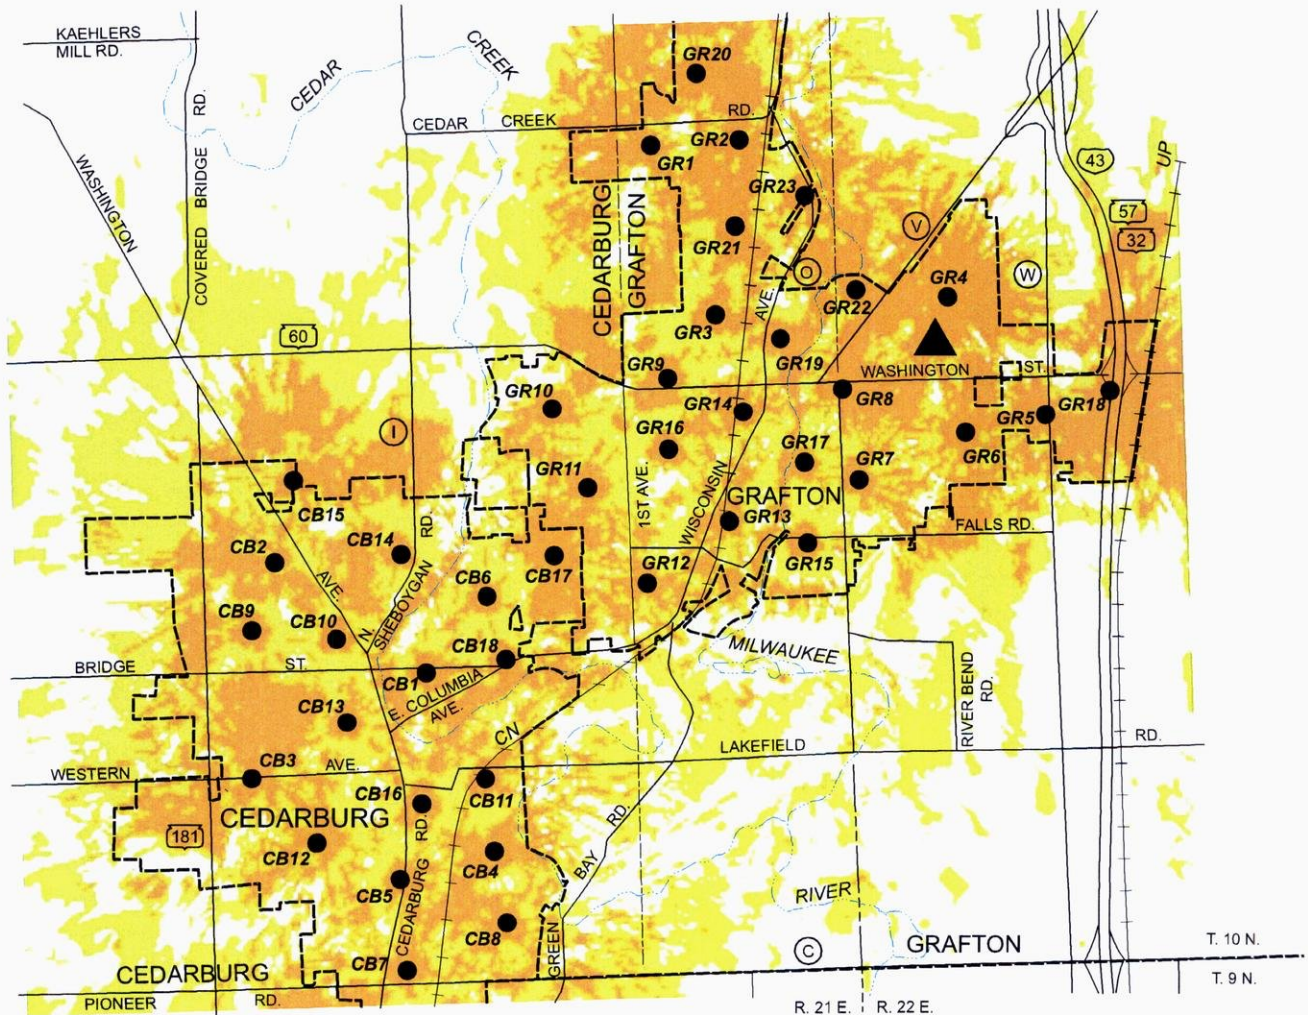 KAEHLERS
MILL RD.
COVERED BRIDGE RD.
CEDAR
CREEK
GR20
CEDAR CREEK RD.
GR2
GR1
WASHINGTON
AVE.
43
UP
57
32
GR23
CEDARBURG
GRAFTON
GR21
V
O
W
GR4
GR22
AVE.
GR3
60
GR19
GR9
WASHINGTON ST.
GR10
GR14
GR8
GR5
GR18
I
GR16
GR17
GR6
GR11
GR7
1ST AVE.
WISCONSIN
GRAFTON
CB15
GR13
FALLS RD.
RD.
CB2
CB14
GR15
CB17
GR12
CB6
N. SHEBOYGAN
CB9
CB10
CB18
MILWAUKEE
BRIDGE ST.
CB1
E. COLUMBIA
AVE.
RIVER BEND
RD.
CB13
CN
LAKEFIELD
RD.
WESTERN AVE.
CB3
CB16
CB11
RD.
CEDARBURG
181
CB12
RD.
BAY
CB4
CB5
CEDARBURG
RIVER
CB8
GREEN
C
GRAFTON
T. 10 N.
CEDARBURG
CB7
T. 9 N.
PIONEER RD.
R. 21 E.
R. 22 E.